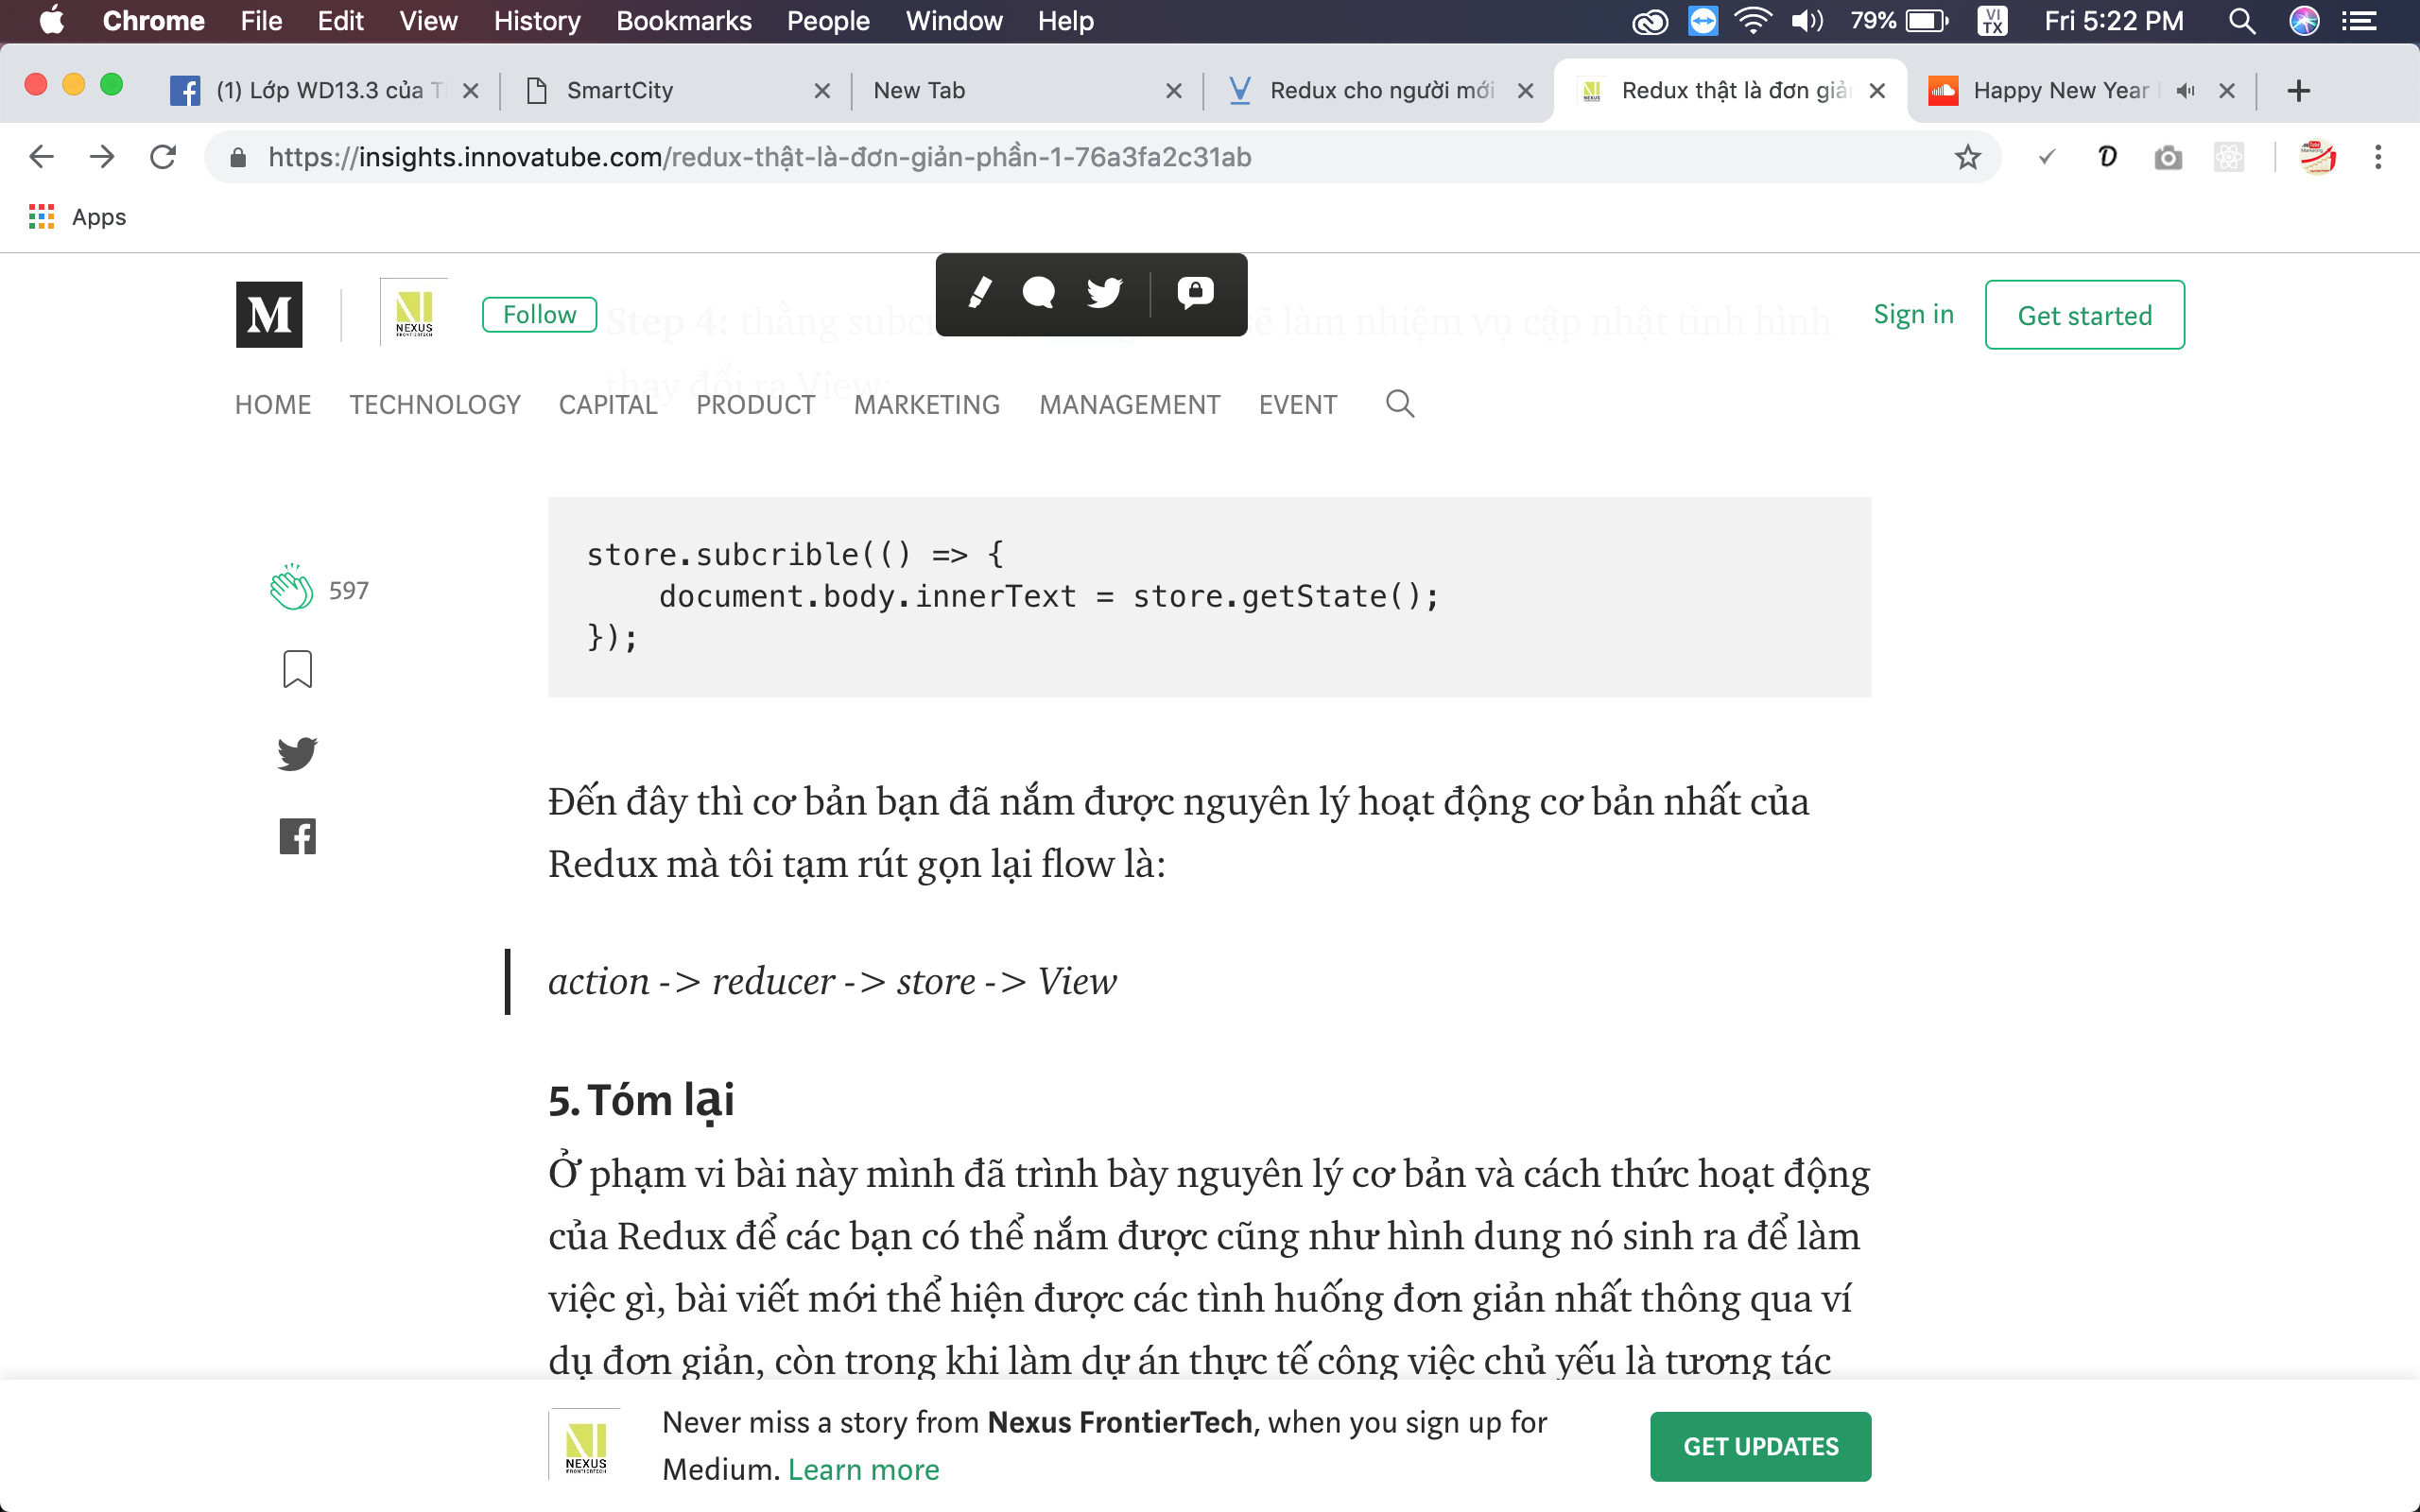 Chrome File Edit View History Bookmarks People Window Help 79% VI TX Fri 5:22 PM
(1) Lớp WD13.3 của T SmartCity New Tab Redux cho người mới Redux thật là đơn giản Happy New Year
https://insights.innovatube.com/redux-thật-là-đơn-giản-phần-1-76a3fa2c31ab
Apps
M NEXUS FRONTIERTECH Follow Sign in Get started
Step 4: thằng làm nhiệm vụ cập nhật tình hình
thay đổi ra View:
HOME TECHNOLOGY CAPITAL PRODUCT MARKETING MANAGEMENT EVENT
store.subcrible(() => {
document.body.innerText = store.getState();
});
597
Đến đây thì cơ bản bạn đã nắm được nguyên lý hoạt động cơ bản nhất của
Redux mà tôi tạm rút gọn lại flow là:
action -> reducer -> store -> View
5. Tóm lại
Ở phạm vi bài này mình đã trình bày nguyên lý cơ bản và cách thức hoạt động
của Redux để các bạn có thể nắm được cũng như hình dung nó sinh ra để làm
việc gì, bài viết mới thể hiện được các tình huống đơn giản nhất thông qua ví
dụ đơn giản, còn trong khi làm dự án thực tế công việc chủ yếu là tương tác
NEXUS FRONTIERTECH
Never miss a story from Nexus FrontierTech, when you sign up for
Medium. Learn more
GET UPDATES